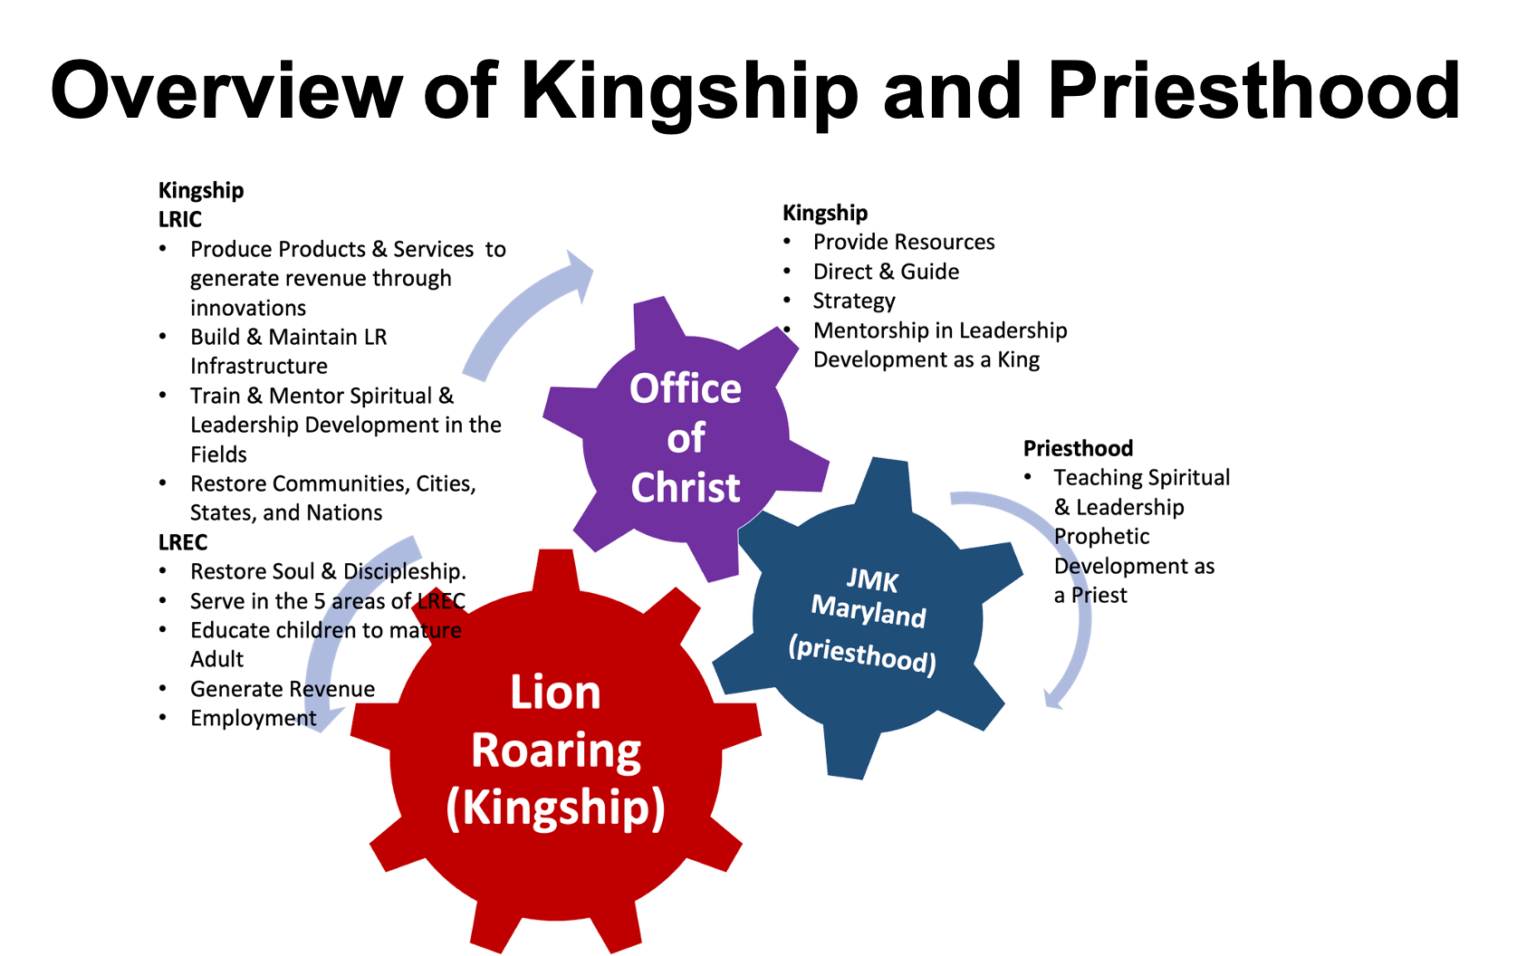 Overview of Kingship and Priesthood
Kingship
LRIC
• Produce Products & Services to
generate revenue through
innovations
• Build & Maintain LR
Infrastructure
• Train & Mentor Spiritual &
Leadership Development in the
Fields
• Restore Communities, Cities,
States, and Nations
LREC
• Restore Soul & Discipleship.
• Serve in the 5 areas of LREC
• Educate children to mature
Adult
• Generate Revenue
• Employment
Kingship
• Provide Resources
• Direct & Guide
• Strategy
• Mentorship in Leadership
Development as a King
Office
of
Christ
Priesthood
• Teaching Spiritual
& Leadership
Prophetic
Development as
a Priest
JMK
Maryland
(priesthood)
Lion
Roaring
(Kingship)